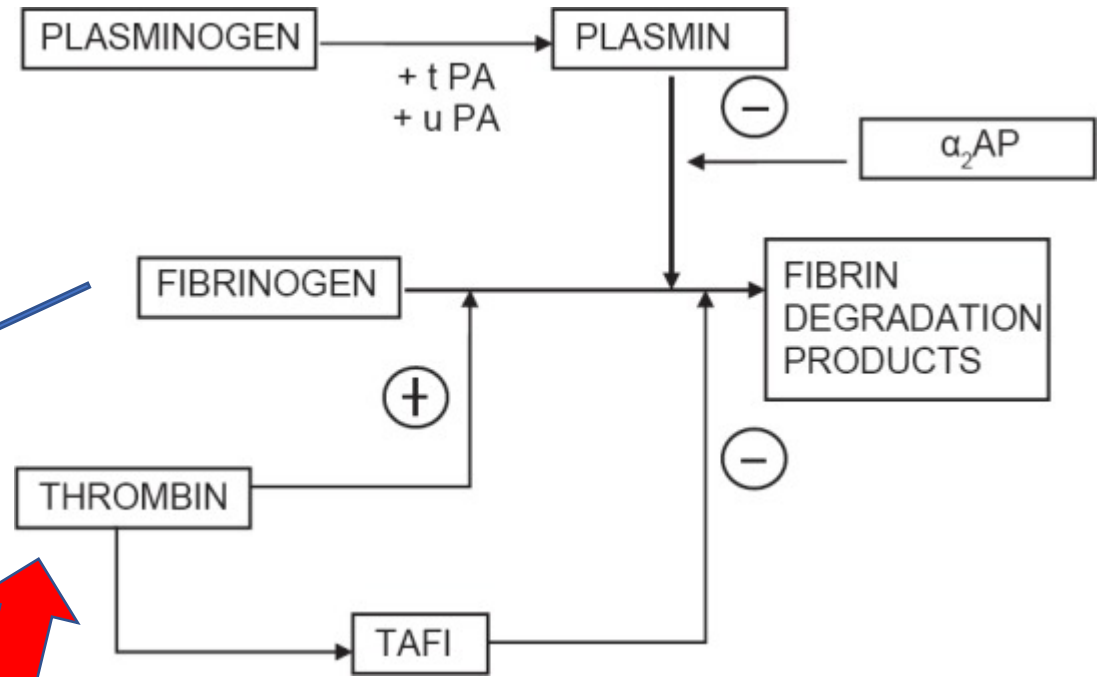 PLASMINOGEN
PLASMIN
+ t PA
+ u PA
−
α₂AP
FIBRINOGEN
FIBRIN
DEGRADATION
PRODUCTS
+
−
THROMBIN
TAFI